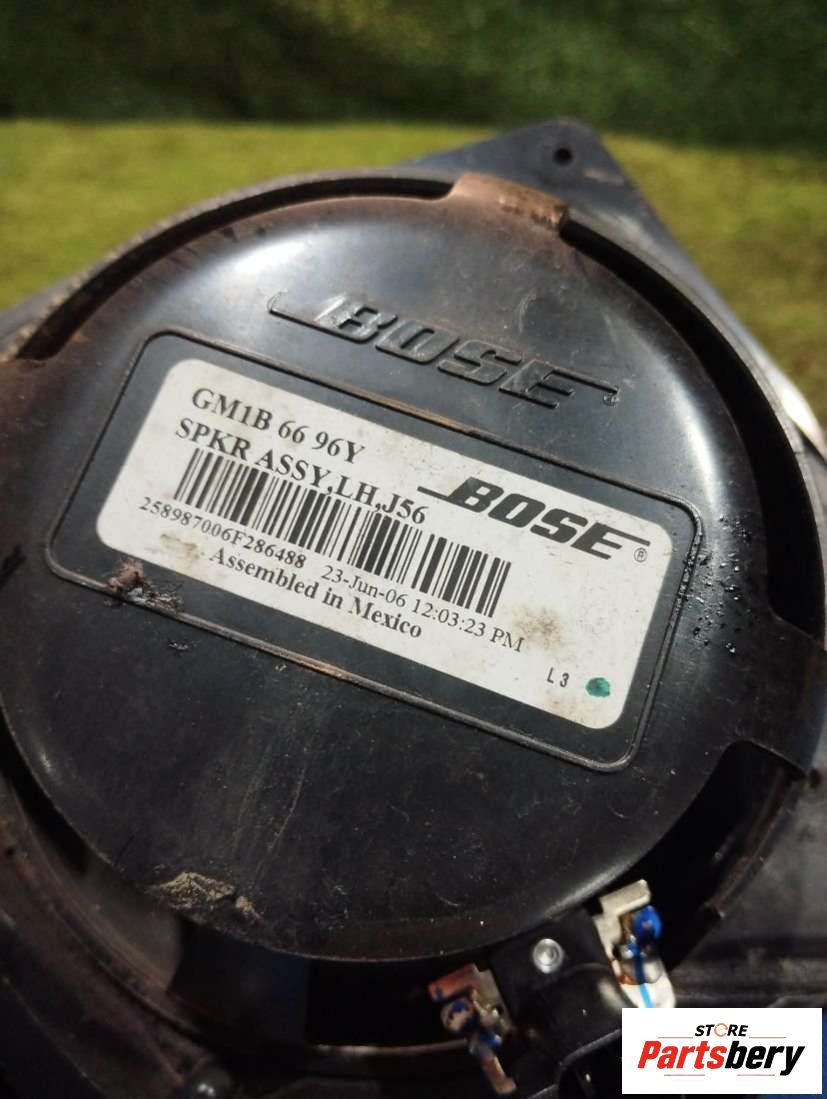 BOSE
GM1B 66 96Y
SPKR ASSY,LH,J56
BOSE®
258987006F286488 23-Jun-06 12:03:23 PM
Assembled in Mexico
L3
STORE
Partsbery